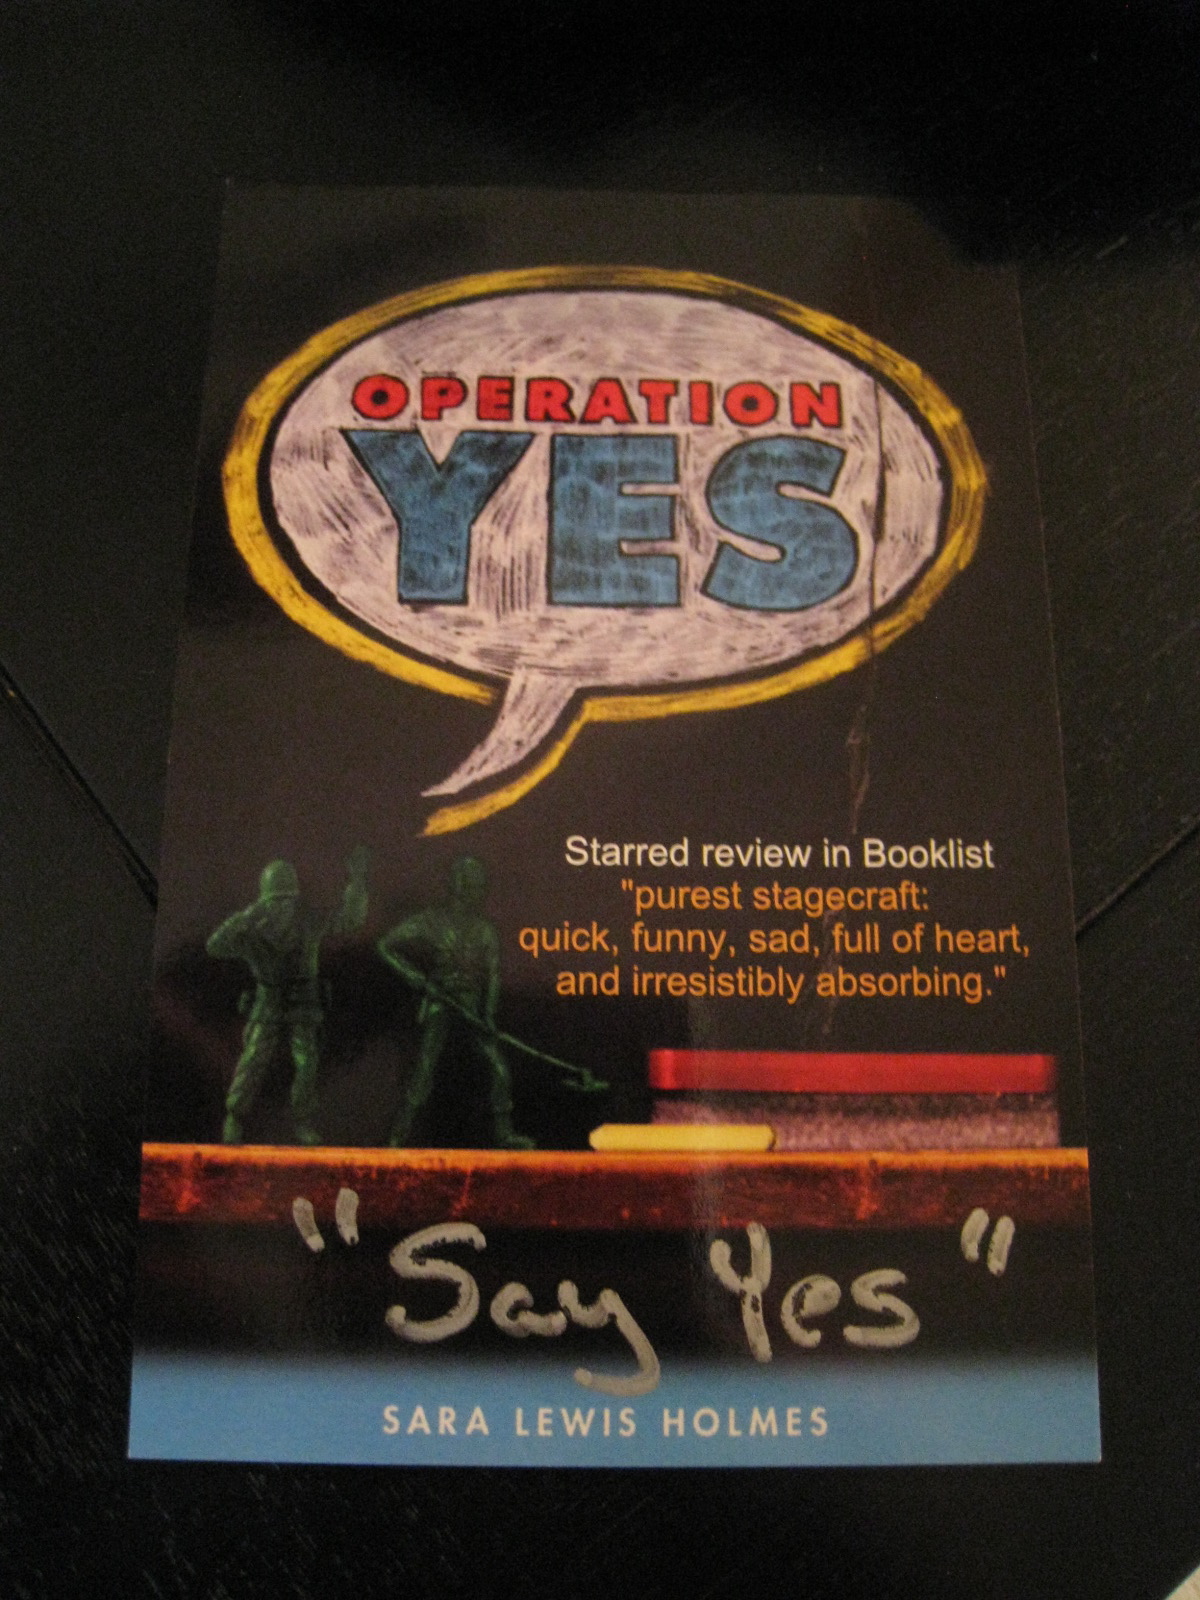 OPERATION
YES
Starred review in Booklist
"purest stagecraft:
quick, funny, sad, full of heart,
and irresistibly absorbing."
"Say Yes"
SARA LEWIS HOLMES